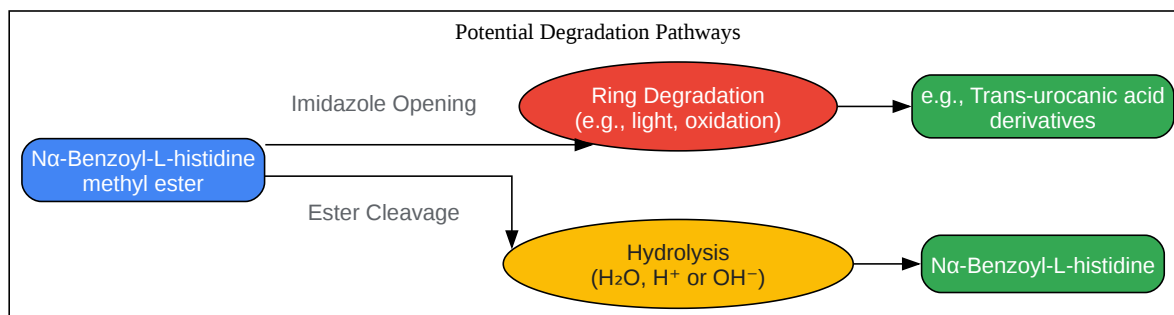 Potential Degradation Pathways
Imidazole Opening
Ring Degradation
(e.g., light, oxidation)
e.g., Trans-urocanic acid
derivatives
Nα-Benzoyl-L-histidine
methyl ester
Ester Cleavage
Hydrolysis
(H₂O, H⁺ or OH⁻)
Nα-Benzoyl-L-histidine